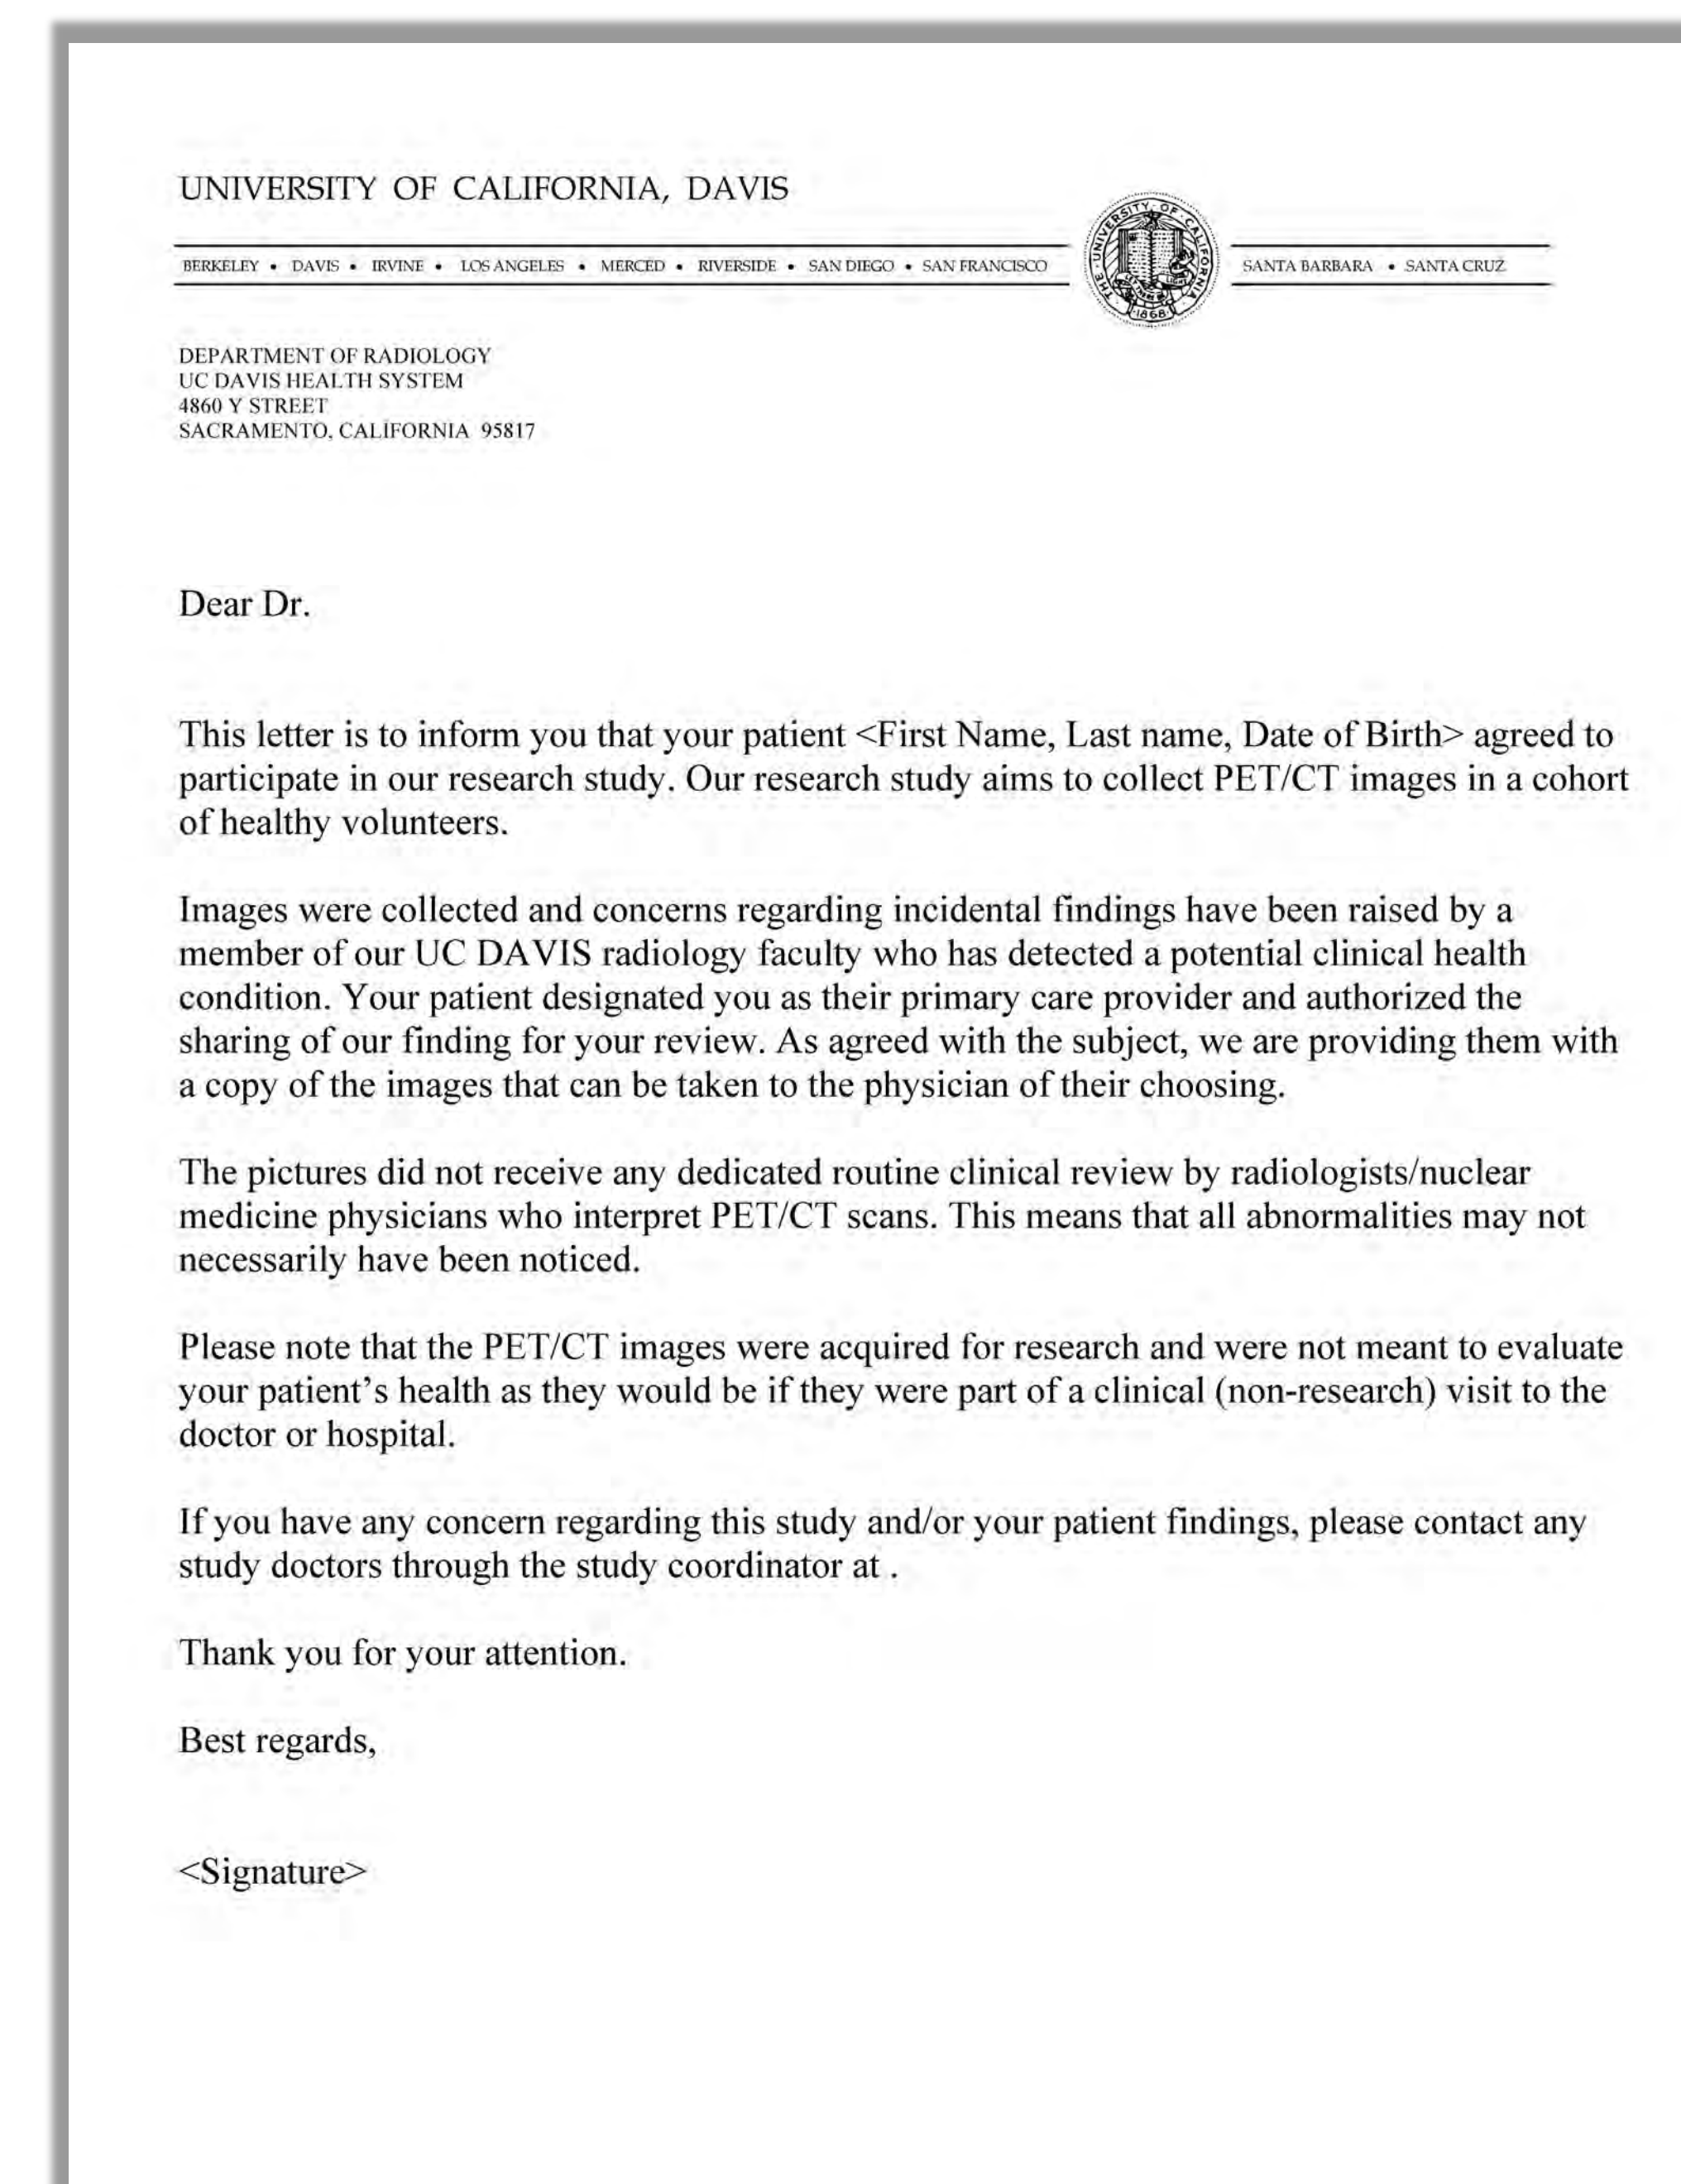 UNIVERSITY OF CALIFORNIA, DAVIS
BERKELEY • DAVIS • IRVINE • LOS ANGELES • MERCED • RIVERSIDE • SAN DIEGO • SAN FRANCISCO
THE UNIVERSITY OF CALIFORNIA
1868
SANTA BARBARA • SANTA CRUZ
DEPARTMENT OF RADIOLOGY
UC DAVIS HEALTH SYSTEM
4860 Y STREET
SACRAMENTO, CALIFORNIA 95817
Dear Dr.
This letter is to inform you that your patient <First Name, Last name, Date of Birth> agreed to
participate in our research study. Our research study aims to collect PET/CT images in a cohort
of healthy volunteers.
Images were collected and concerns regarding incidental findings have been raised by a
member of our UC DAVIS radiology faculty who has detected a potential clinical health
condition. Your patient designated you as their primary care provider and authorized the
sharing of our finding for your review. As agreed with the subject, we are providing them with
a copy of the images that can be taken to the physician of their choosing.
The pictures did not receive any dedicated routine clinical review by radiologists/nuclear
medicine physicians who interpret PET/CT scans. This means that all abnormalities may not
necessarily have been noticed.
Please note that the PET/CT images were acquired for research and were not meant to evaluate
your patient’s health as they would be if they were part of a clinical (non-research) visit to the
doctor or hospital.
If you have any concern regarding this study and/or your patient findings, please contact any
study doctors through the study coordinator at .
Thank you for your attention.
Best regards,
<Signature>